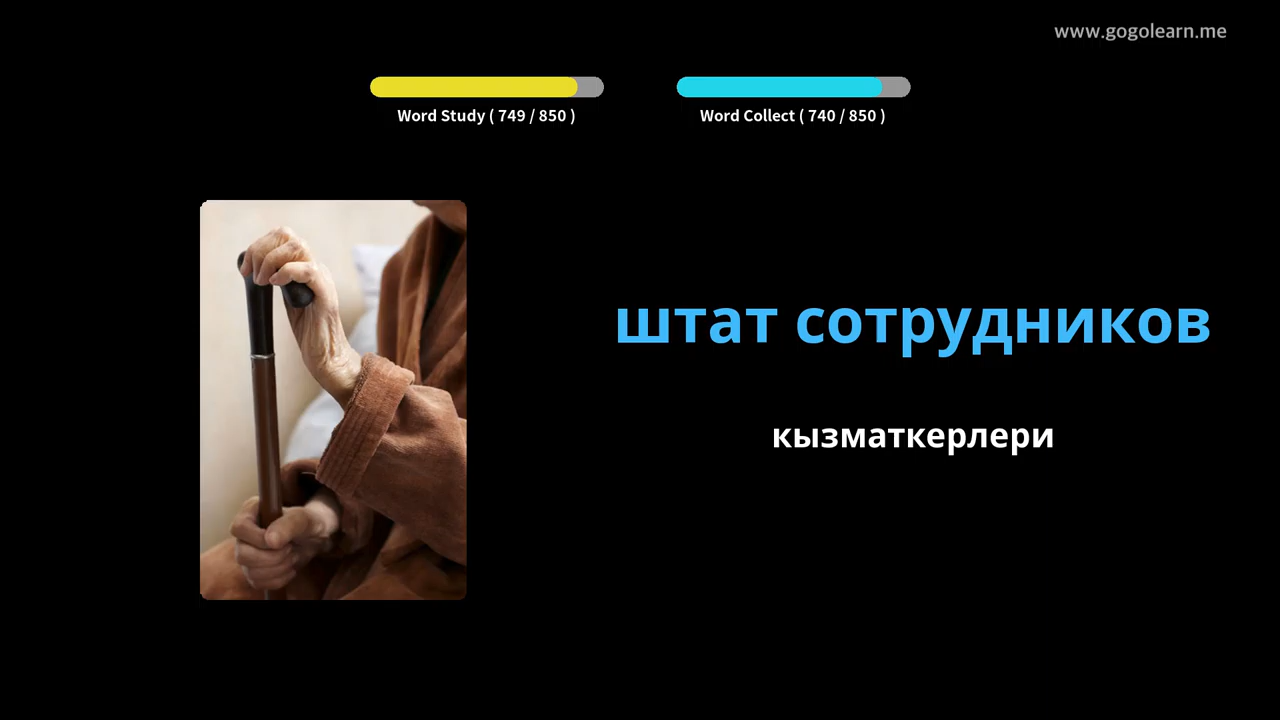 www.gogolearn.me
Word Study ( 749 / 850 )
Word Collect ( 740 / 850 )
штат сотрудников
кызматкерлери